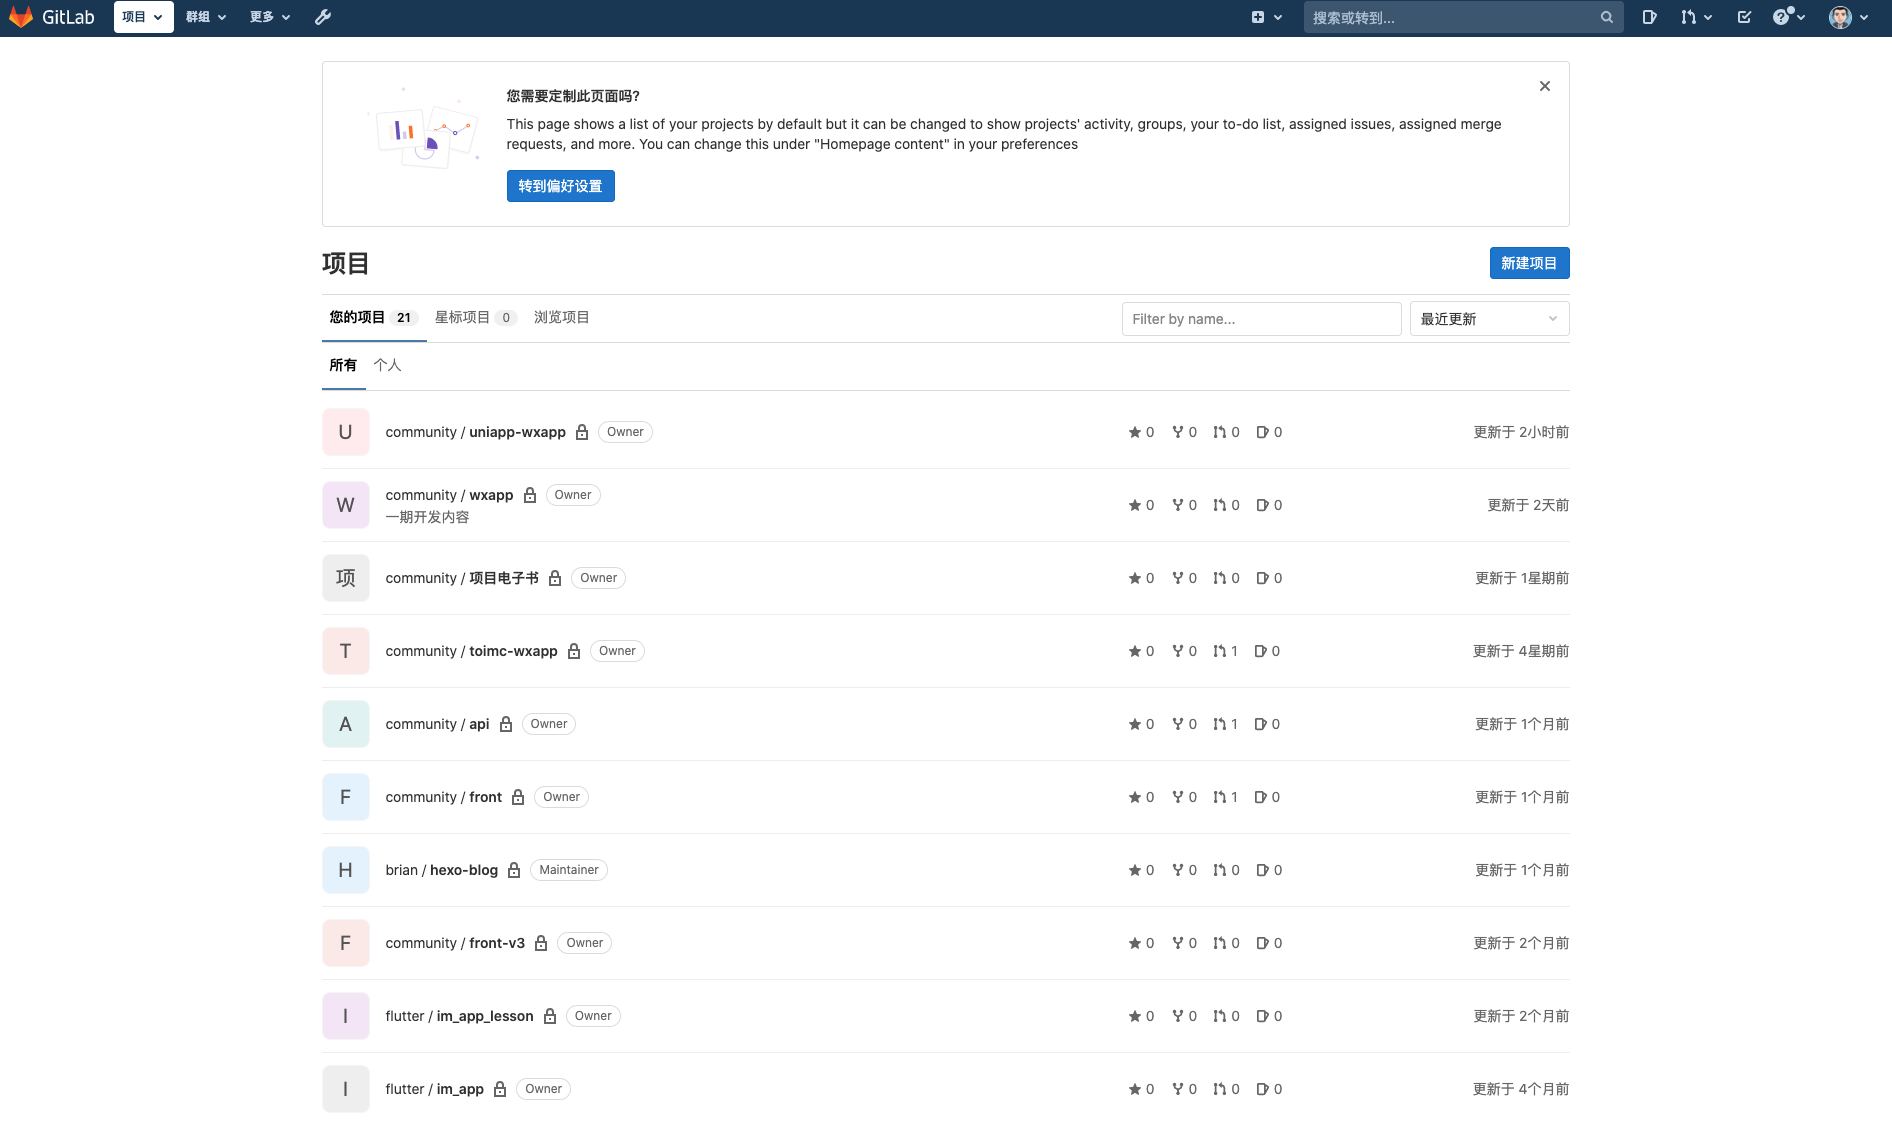 GitLab 项目 群组 更多 搜索或转到...
您需要定制此页面吗?
This page shows a list of your projects by default but it can be changed to show projects' activity, groups, your to-do list, assigned issues, assigned merge
requests, and more. You can change this under "Homepage content" in your preferences
转到偏好设置
项目 新建项目
您的项目 21 星标项目 0 浏览项目 Filter by name... 最近更新
所有 个人
U community / uniapp-wxapp Owner 0 0 0 0 更新于 2小时前
W community / wxapp Owner 0 0 0 0 更新于 2天前
一期开发内容
项 community / 项目电子书 Owner 0 0 0 0 更新于 1星期前
T community / toimc-wxapp Owner 0 0 1 0 更新于 4星期前
A community / api Owner 0 0 1 0 更新于 1个月前
F community / front Owner 0 0 1 0 更新于 1个月前
H brian / hexo-blog Maintainer 0 0 0 0 更新于 1个月前
F community / front-v3 Owner 0 0 0 0 更新于 2个月前
I flutter / im_app_lesson Owner 0 0 0 0 更新于 2个月前
I flutter / im_app Owner 0 0 0 0 更新于 4个月前